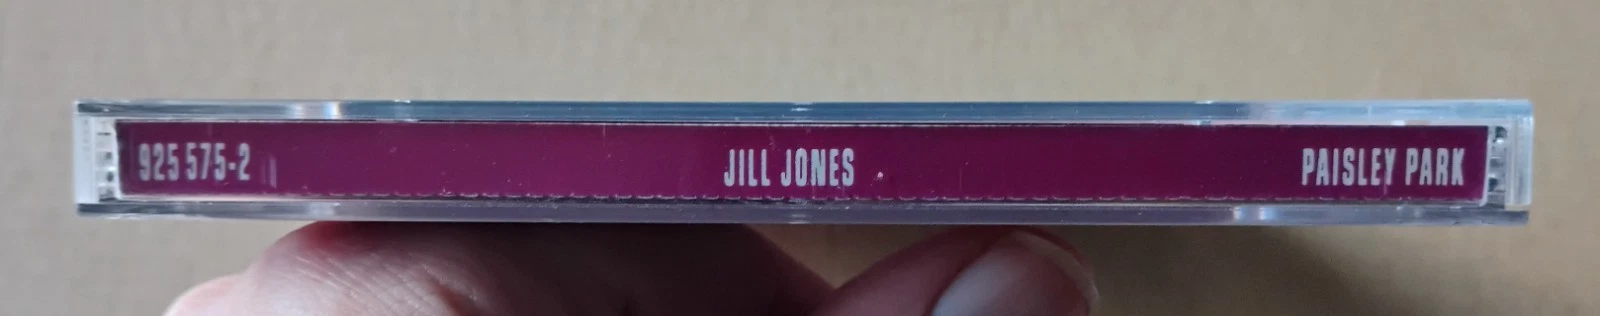 925 575-2 JILL JONES PAISLEY PARK